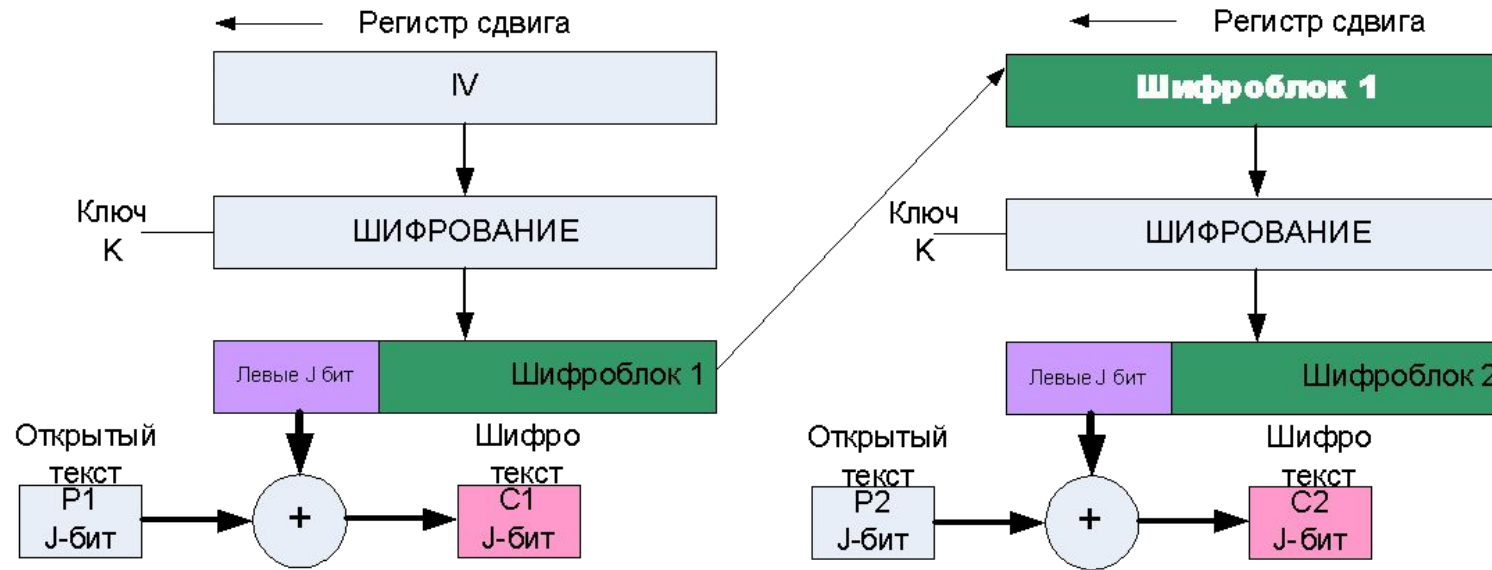 Регистр сдвига
IV
Ключ
K
ШИФРОВАНИЕ
Левые J бит
Шифроблок 1
Открытый
текст
P1
J-бит
+
Шифро
текст
C1
J-бит
Регистр сдвига
Шифроблок 1
Ключ
K
ШИФРОВАНИЕ
Левые J бит
Шифроблок 2
Открытый
текст
P2
J-бит
+
Шифро
текст
C2
J-бит